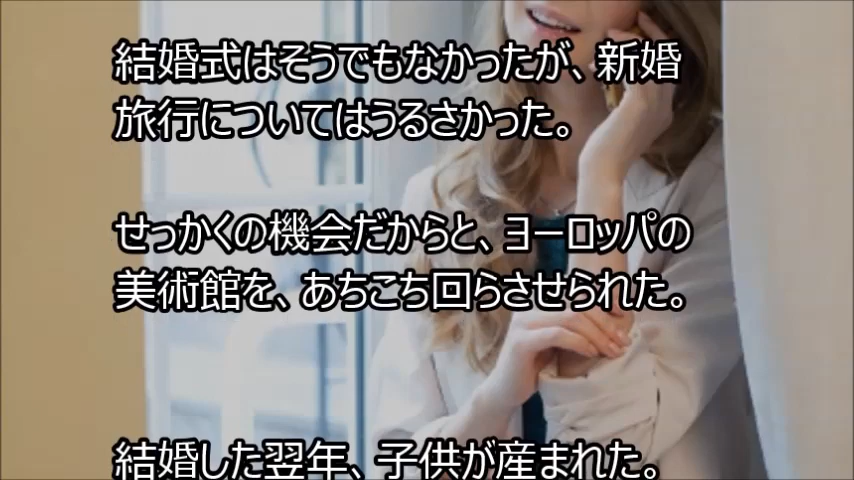 結婚式はそうでもなかったが、新婚
旅行についてはうるさかった。
せっかくの機会だからと、ヨーロッパの
美術館を、あちこち回らさせられた。
結婚した翌年、子供が産まれた。